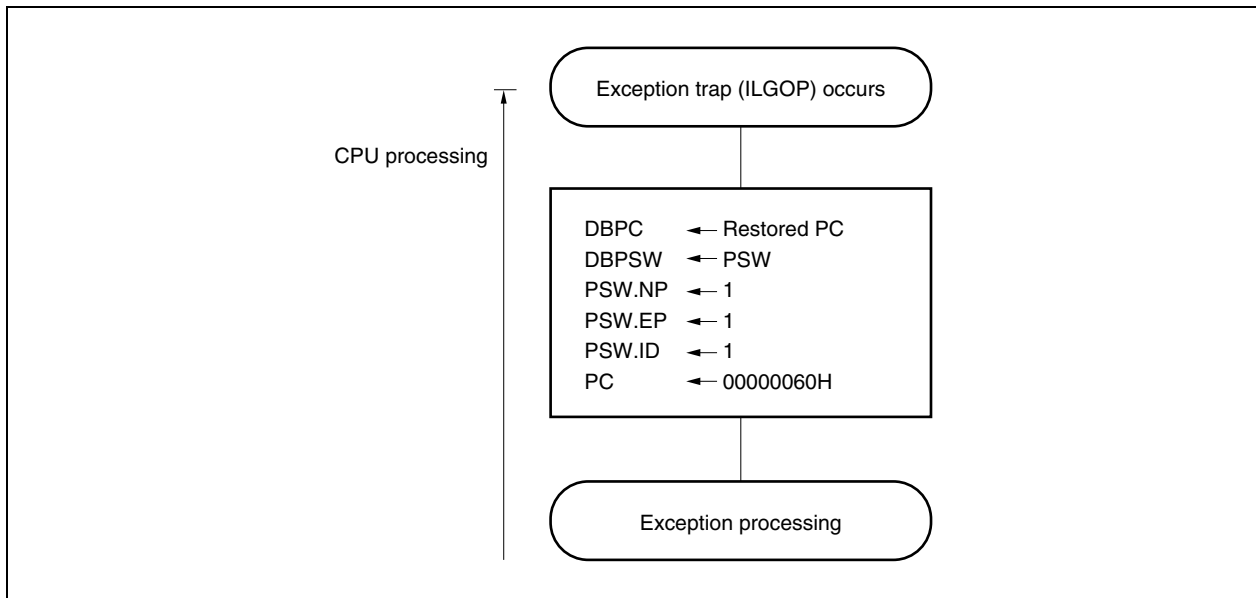 Exception trap (ILGOP) occurs
CPU processing
DBPC ← Restored PC
DBPSW ← PSW
PSW.NP ← 1
PSW.EP ← 1
PSW.ID ← 1
PC ← 00000060H
Exception processing